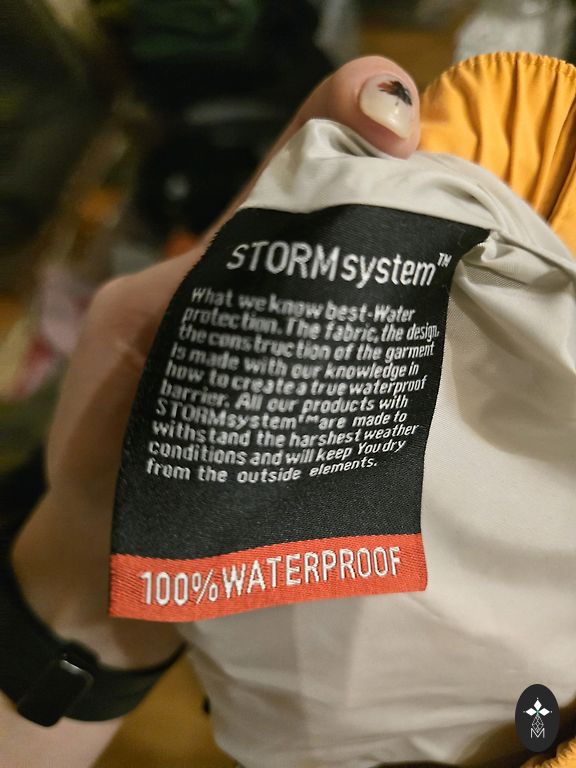 STORMsystem™
What we know best-Water
protection. The fabric, the design,
the construction of the garment
is made with our knowledge in
how to create a true waterproof
barrier. All our products with
STORMsystem™ are made to
withstand the harshest weather
conditions and will keep You dry
from the outside elements.
100% WATERPROOF
M